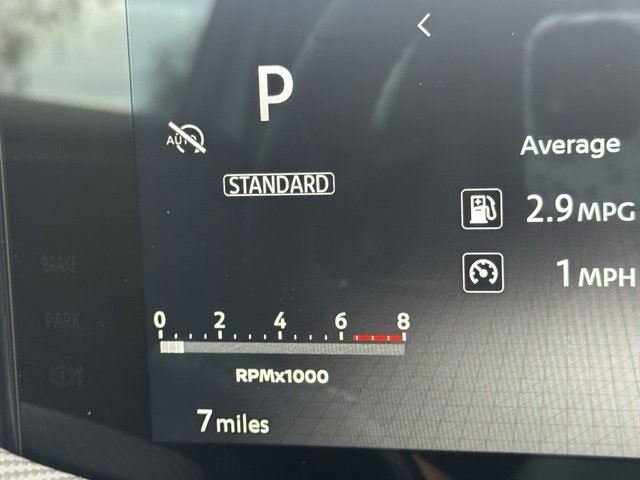 <
P
AUTO
STANDARD
Average
2.9 MPG
1 MPH
BRAKE
PARK
0 2 4 6 8
RPMx1000
7 miles